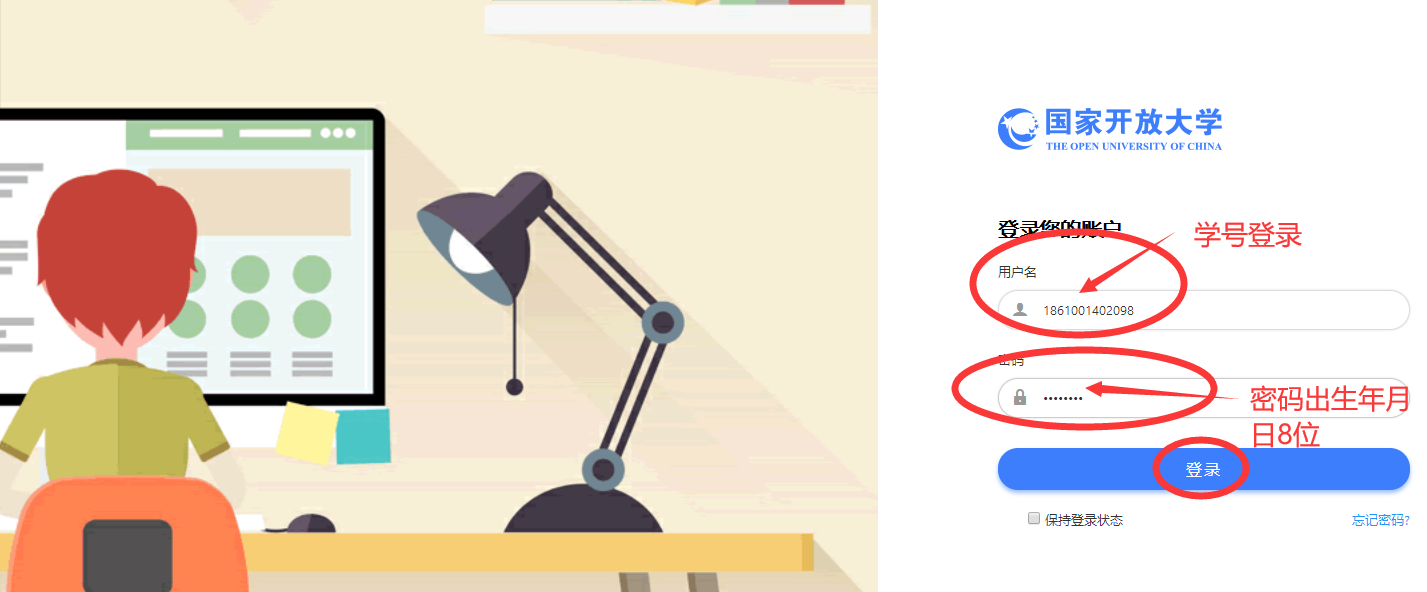 国家开放大学
THE OPEN UNIVERSITY OF CHINA
登录您的账户
学号登录
用户名
1861001402098
密码
••••••••
密码出生年月
日8位
登录
保持登录状态
忘记密码?